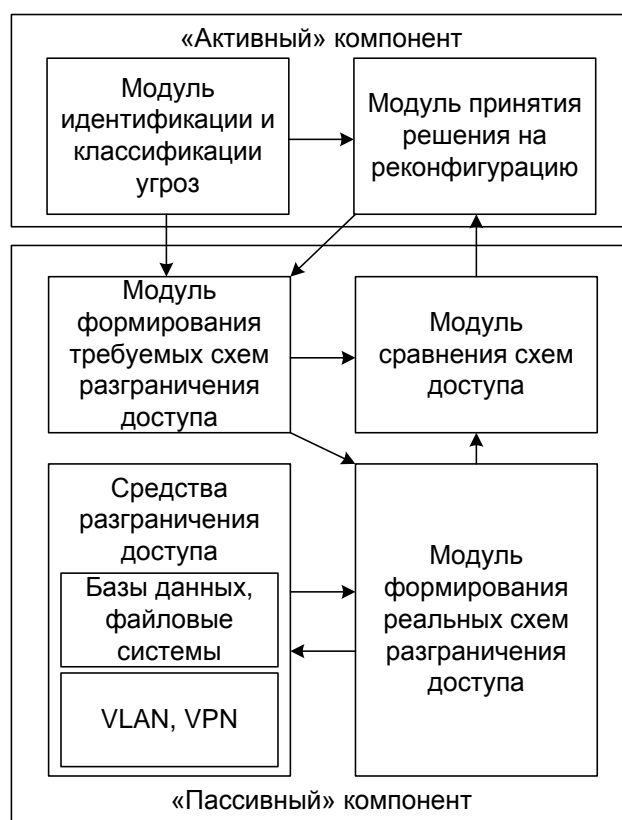 «Активный» компонент
Модуль
идентификации и
классификации
угроз
Модуль принятия
решения на
реконфигурацию
Модуль
формирования
требуемых схем
разграничения
доступа
Модуль
сравнения схем
доступа
Средства
разграничения
доступа
Базы данных,
файловые
системы
VLAN, VPN
Модуль
формирования
реальных схем
разграничения
доступа
«Пассивный» компонент